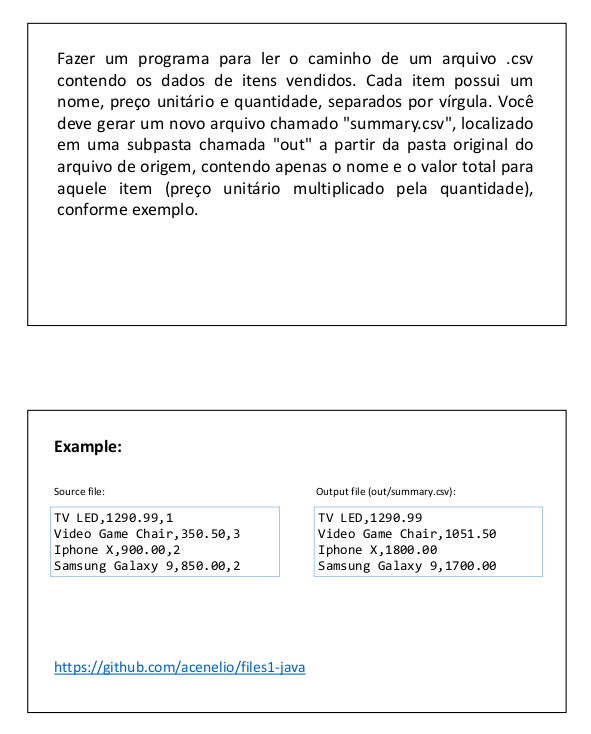 Fazer um programa para ler o caminho de um arquivo .csv
contendo os dados de itens vendidos. Cada item possui um
nome, preço unitário e quantidade, separados por vírgula. Você
deve gerar um novo arquivo chamado "summary.csv", localizado
em uma subpasta chamada "out" a partir da pasta original do
arquivo de origem, contendo apenas o nome e o valor total para
aquele item (preço unitário multiplicado pela quantidade),
conforme exemplo.
Example:
Source file:
TV LED,1290.99,1
Video Game Chair,350.50,3
Iphone X,900.00,2
Samsung Galaxy 9,850.00,2
Output file (out/summary.csv):
TV LED,1290.99
Video Game Chair,1051.50
Iphone X,1800.00
Samsung Galaxy 9,1700.00
https://github.com/acenelio/files1-java